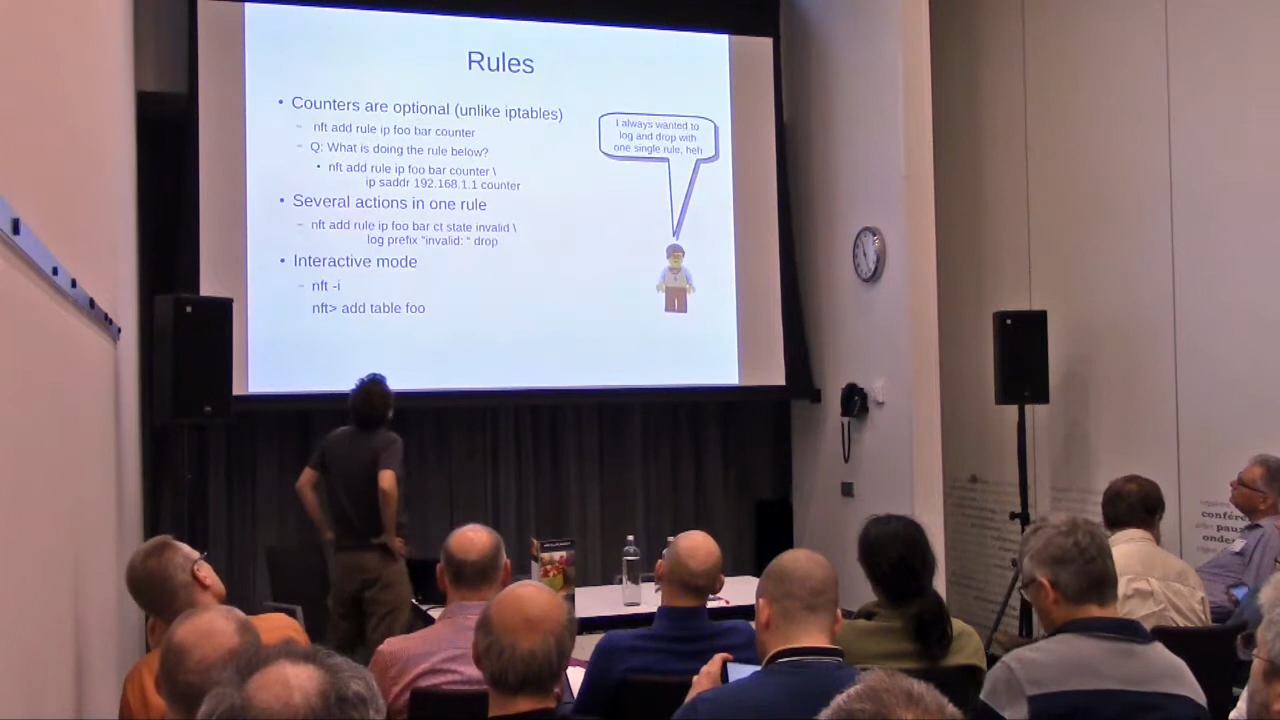 Rules
• Counters are optional (unlike iptables)
– nft add rule ip foo bar counter
– Q: What is doing the rule below?
• nft add rule ip foo bar counter \
ip saddr 192.168.1.1 counter
• Several actions in one rule
– nft add rule ip foo bar ct state invalid \
log prefix "invalid: " drop
• Interactive mode
– nft -i
nft> add table foo
I always wanted to
log and drop with
one single rule, heh